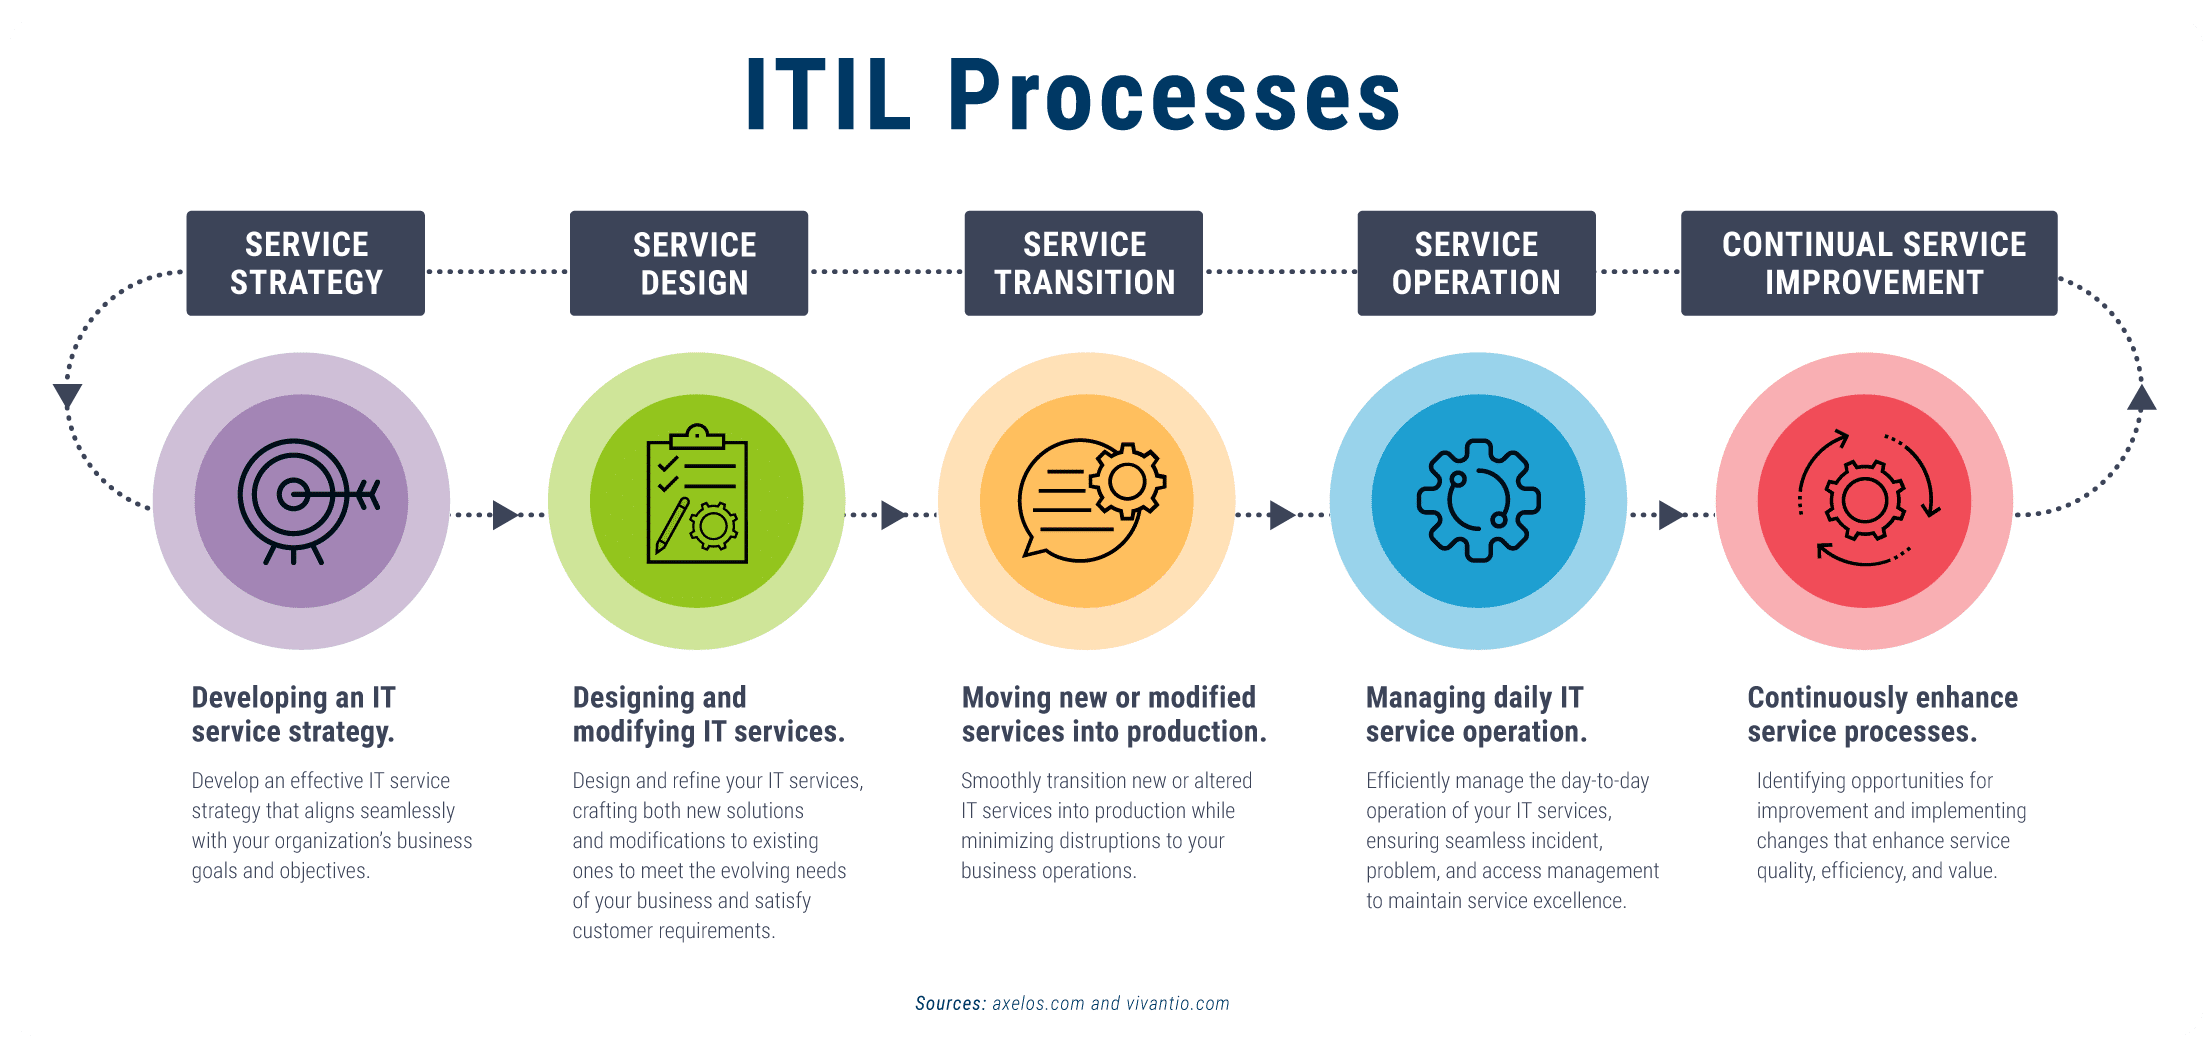 ITIL Processes
SERVICE
STRATEGY
SERVICE
DESIGN
SERVICE
TRANSITION
SERVICE
OPERATION
CONTINUAL SERVICE
IMPROVEMENT
Developing an IT
service strategy.
Develop an effective IT service
strategy that aligns seamlessly
with your organization’s business
goals and objectives.
Designing and
modifying IT services.
Design and refine your IT services,
crafting both new solutions
and modifications to existing
ones to meet the evolving needs
of your business and satisfy
customer requirements.
Moving new or modified
services into production.
Smoothly transition new or altered
IT services into production while
minimizing distruptions to your
business operations.
Managing daily IT
service operation.
Efficiently manage the day-to-day
operation of your IT services,
ensuring seamless incident,
problem, and access management
to maintain service excellence.
Continuously enhance
service processes.
Identifying opportunities for
improvement and implementing
changes that enhance service
quality, efficiency, and value.
Sources: axelos.com and vivantio.com